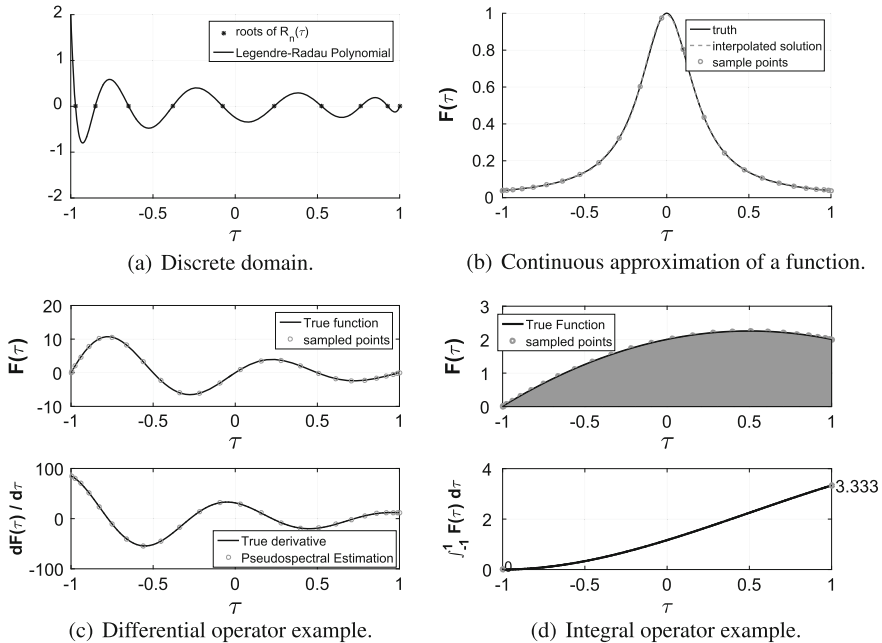 2
1
0
-1
-2
-1 -0.5 0 0.5 1
τ
roots of Rn(τ)
Legendre-Radau Polynomial
(a) Discrete domain.
F(τ)
1
0.8
0.6
0.4
0.2
0
-1 -0.5 0 0.5 1
τ
truth
interpolated solution
sample points
(b) Continuous approximation of a function.
F(τ)
20
10
0
-10
-1 -0.5 0 0.5 1
τ
True function
sampled points
dF(τ) / dτ
100
0
-100
-1 -0.5 0 0.5 1
τ
True derivative
Pseudospectral Estimation
(c) Differential operator example.
F(τ)
3
2
1
0
-1 -0.5 0 0.5 1
τ
True Function
sampled points
∫-1^1 F(τ) dτ
4
2
0
0
3.333
-1 -0.5 0 0.5 1
τ
(d) Integral operator example.